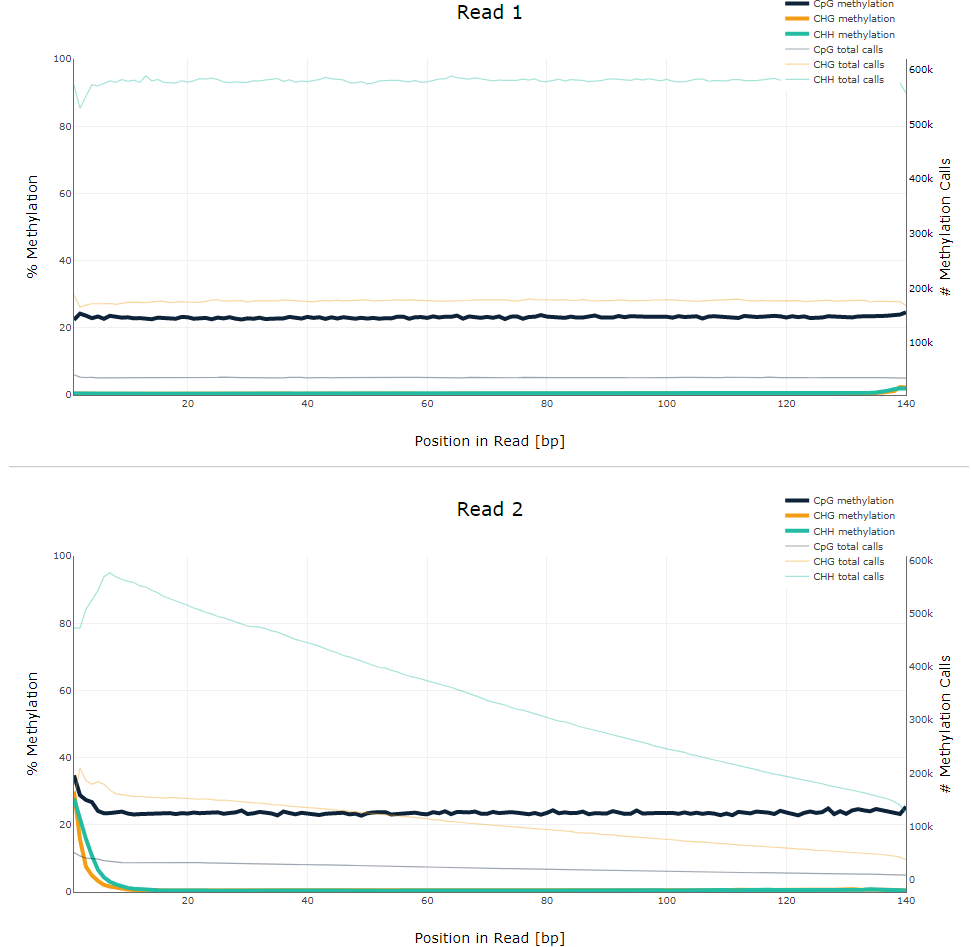 Read 1
CpG methylation
CHG methylation
CHH methylation
CpG total calls
CHG total calls
CHH total calls
100
80
60
40
20
0
% Methylation
600k
500k
400k
300k
200k
100k
# Methylation Calls
20
40
60
80
100
120
140
Position in Read [bp]
Read 2
CpG methylation
CHG methylation
CHH methylation
CpG total calls
CHG total calls
CHH total calls
100
80
60
40
20
0
% Methylation
600k
500k
400k
300k
200k
100k
0
# Methylation Calls
20
40
60
80
100
120
140
Position in Read [bp]